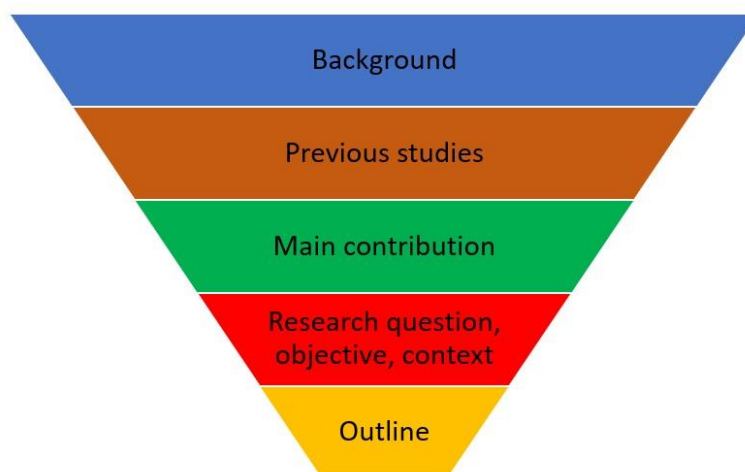 Background
Previous studies
Main contribution
Research question,
objective, context
Outline